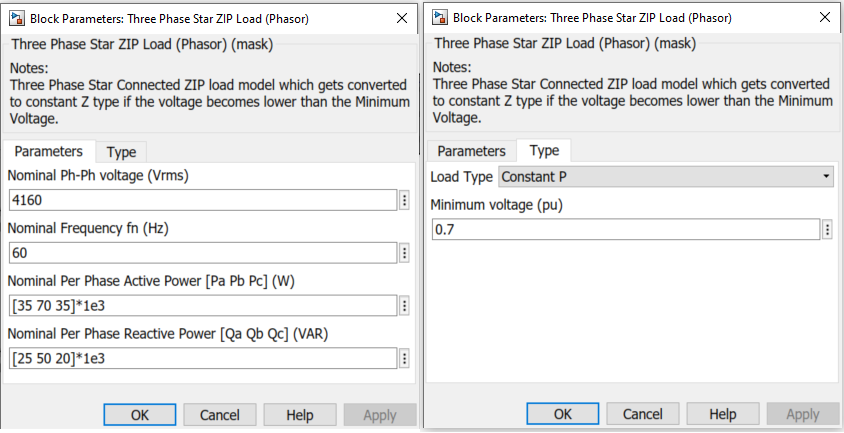 Block Parameters: Three Phase Star ZIP Load (Phasor)
Three Phase Star ZIP Load (Phasor) (mask)
Notes:
Three Phase Star Connected ZIP load model which gets converted
to constant Z type if the voltage becomes lower than the Minimum
Voltage.
Parameters Type
Nominal Ph-Ph voltage (Vrms)
4160
Nominal Frequency fn (Hz)
60
Nominal Per Phase Active Power [Pa Pb Pc] (W)
[35 70 35]*1e3
Nominal Per Phase Reactive Power [Qa Qb Qc] (VAR)
[25 50 20]*1e3
OK Cancel Help Apply
Block Parameters: Three Phase Star ZIP Load (Phasor)
Three Phase Star ZIP Load (Phasor) (mask)
Notes:
Three Phase Star Connected ZIP load model which gets converted
to constant Z type if the voltage becomes lower than the Minimum
Voltage.
Parameters Type
Load Type Constant P
Minimum voltage (pu)
0.7
OK Cancel Help Apply